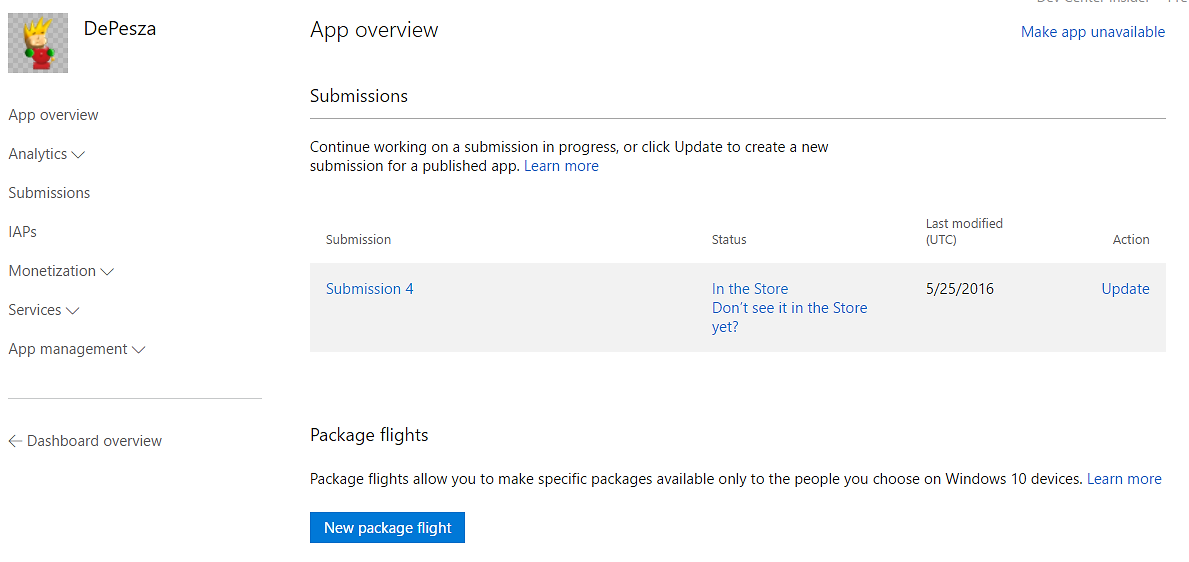 Dev Center Insider
DePesza
App overview
Make app unavailable
App overview
Analytics
Submissions
IAPs
Monetization
Services
App management
Dashboard overview
Submissions
Continue working on a submission in progress, or click Update to create a new
submission for a published app. Learn more
Submission
Status
Last modified
(UTC)
Action
Submission 4
In the Store
Don't see it in the Store
yet?
5/25/2016
Update
Package flights
Package flights allow you to make specific packages available only to the people you choose on Windows 10 devices. Learn more
New package flight